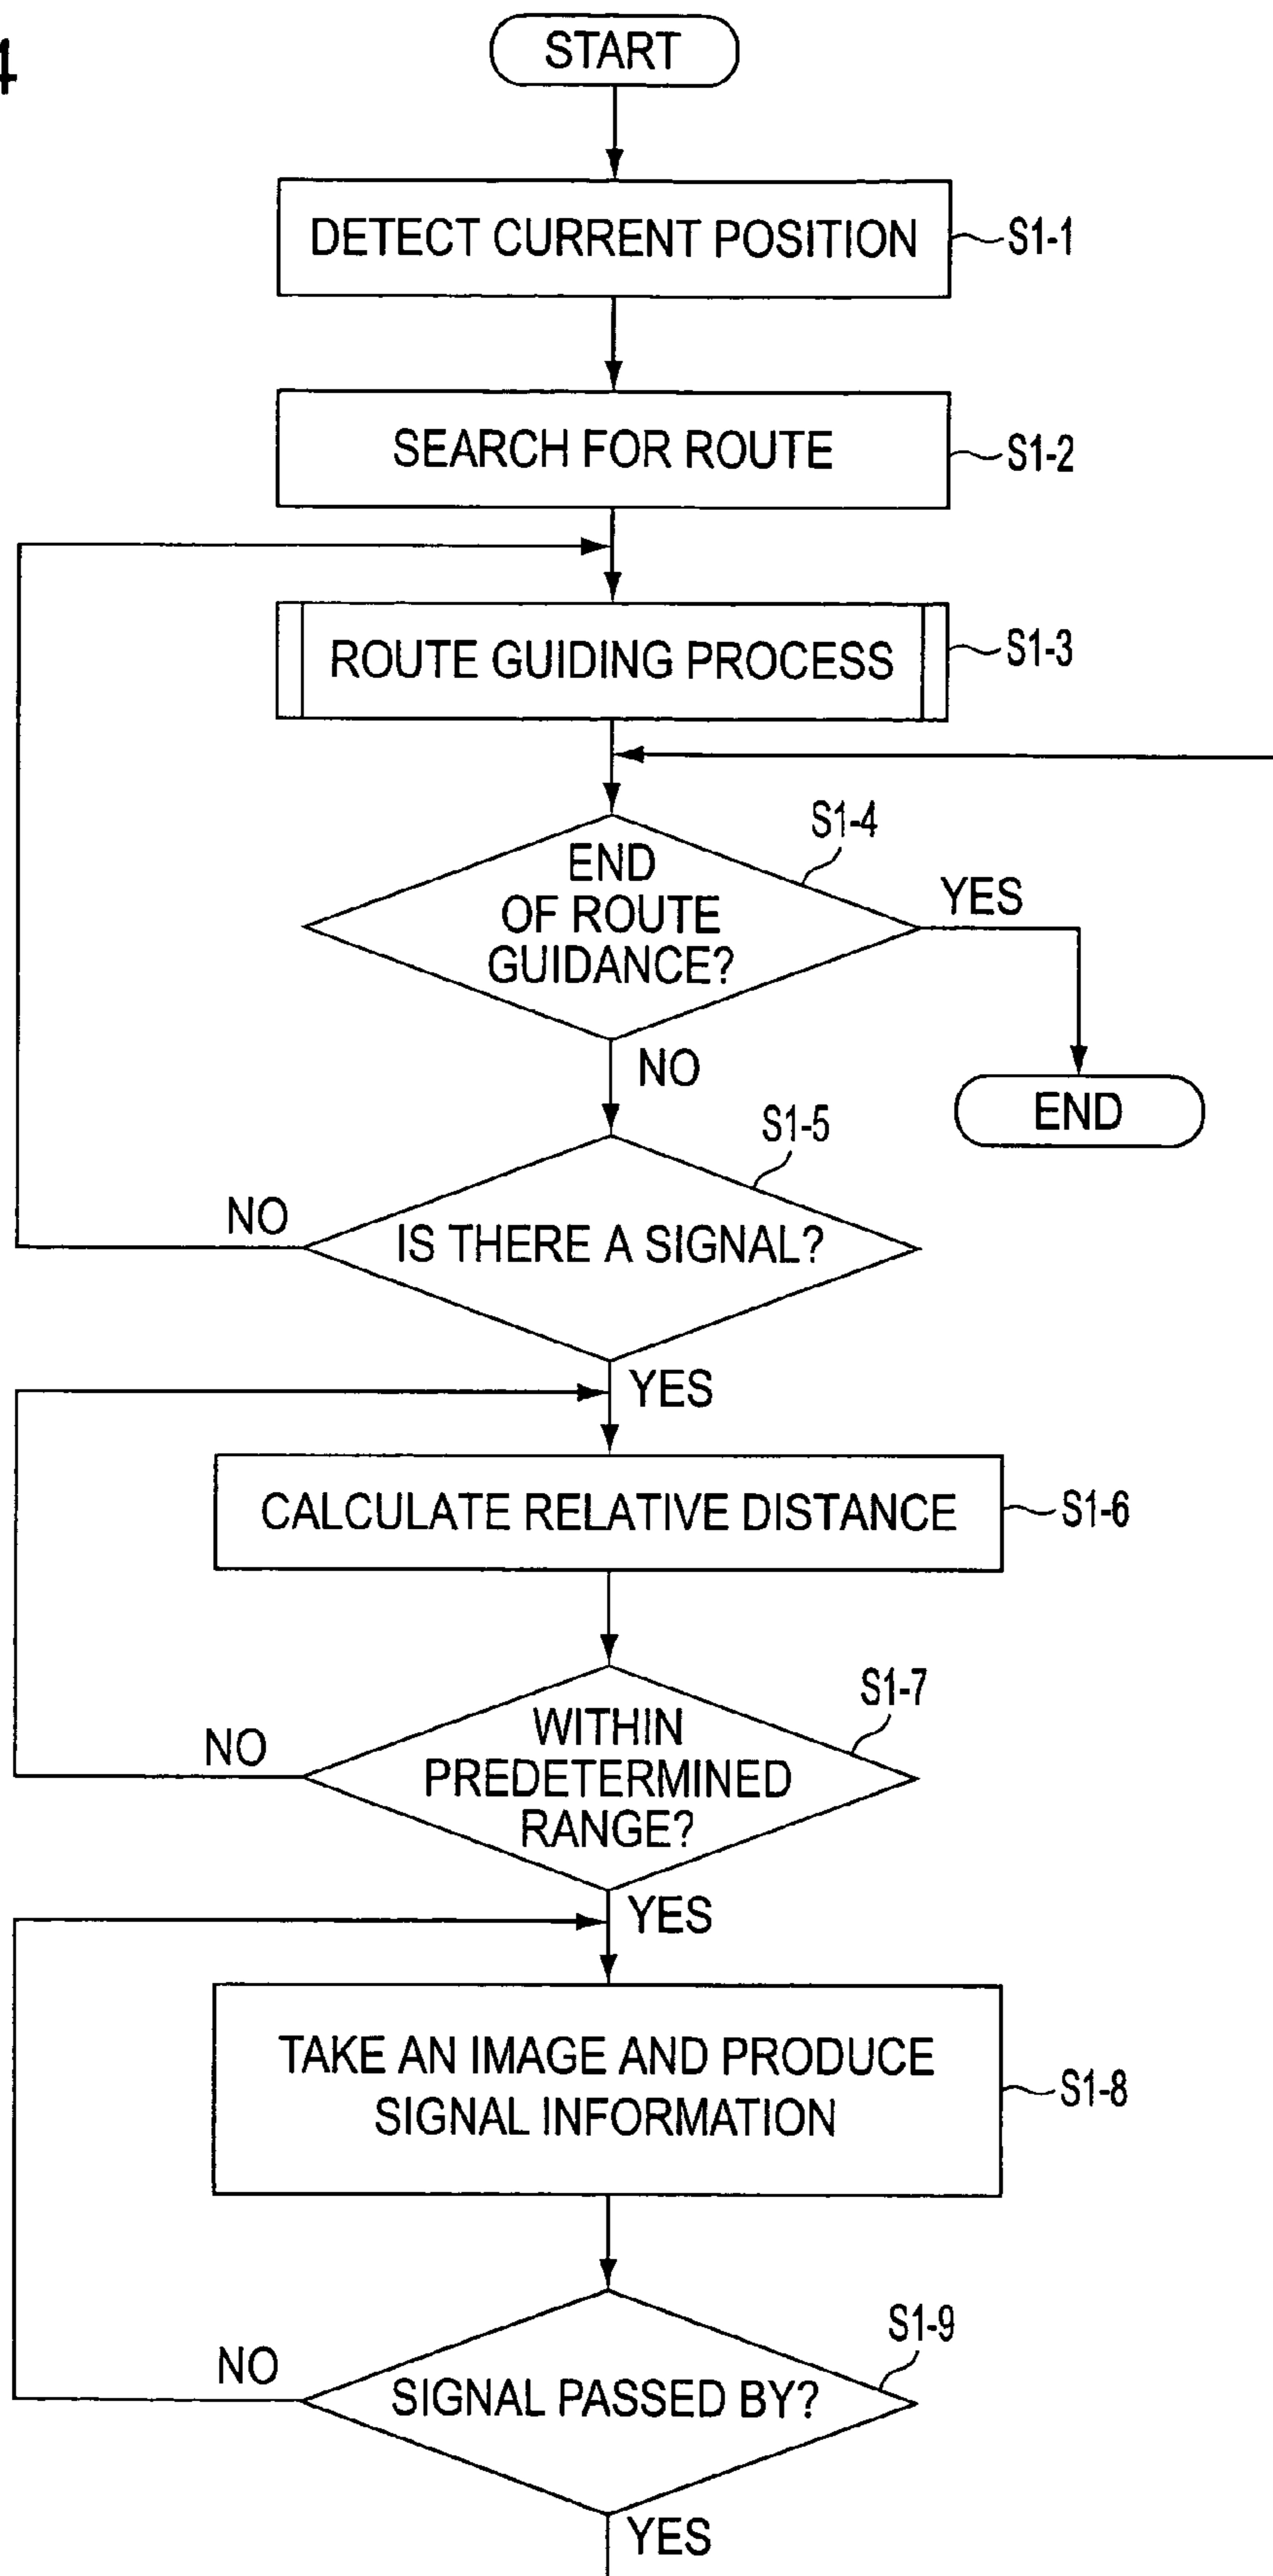 4
START
DETECT CURRENT POSITION
S1-1
SEARCH FOR ROUTE
S1-2
ROUTE GUIDING PROCESS
S1-3
S1-4
END
OF ROUTE
GUIDANCE?
YES
NO
END
S1-5
NO
IS THERE A SIGNAL?
YES
CALCULATE RELATIVE DISTANCE
S1-6
S1-7
NO
WITHIN
PREDETERMINED
RANGE?
YES
TAKE AN IMAGE AND PRODUCE
SIGNAL INFORMATION
S1-8
S1-9
NO
SIGNAL PASSED BY?
YES